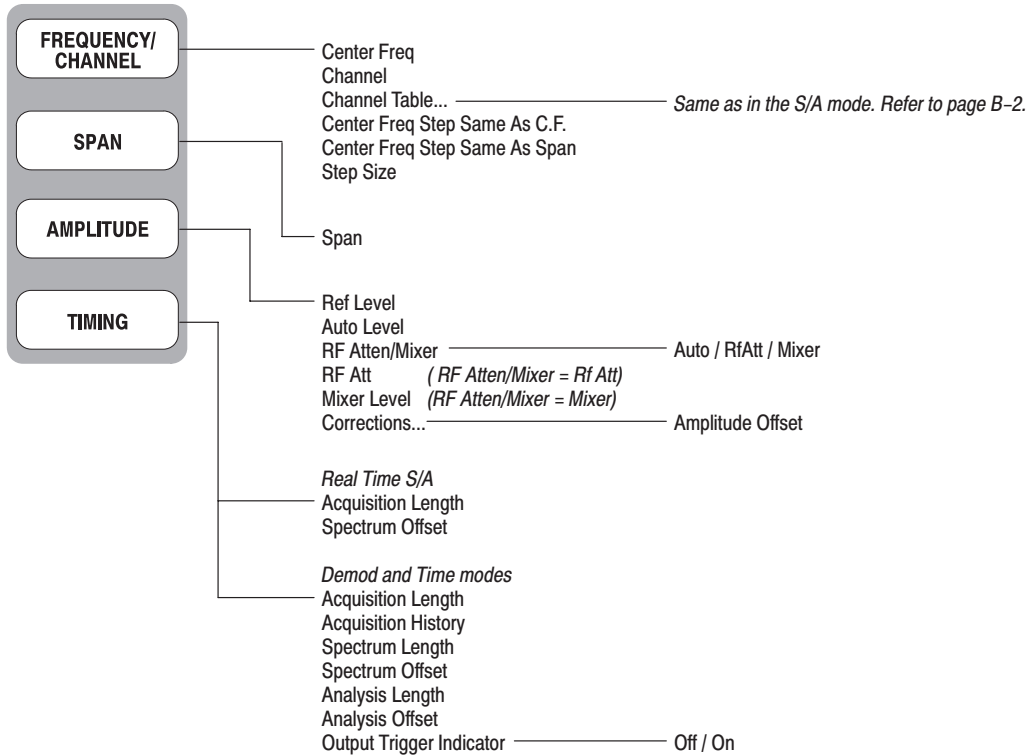 FREQUENCY/
CHANNEL
SPAN
AMPLITUDE
TIMING
Center Freq
Channel
Channel Table... Same as in the S/A mode. Refer to page B–2.
Center Freq Step Same As C.F.
Center Freq Step Same As Span
Step Size
Span
Ref Level
Auto Level
RF Atten/Mixer Auto / RfAtt / Mixer
RF Att ( RF Atten/Mixer = Rf Att)
Mixer Level (RF Atten/Mixer = Mixer)
Corrections... Amplitude Offset
Real Time S/A
Acquisition Length
Spectrum Offset
Demod and Time modes
Acquisition Length
Acquisition History
Spectrum Length
Spectrum Offset
Analysis Length
Analysis Offset
Output Trigger Indicator Off / On